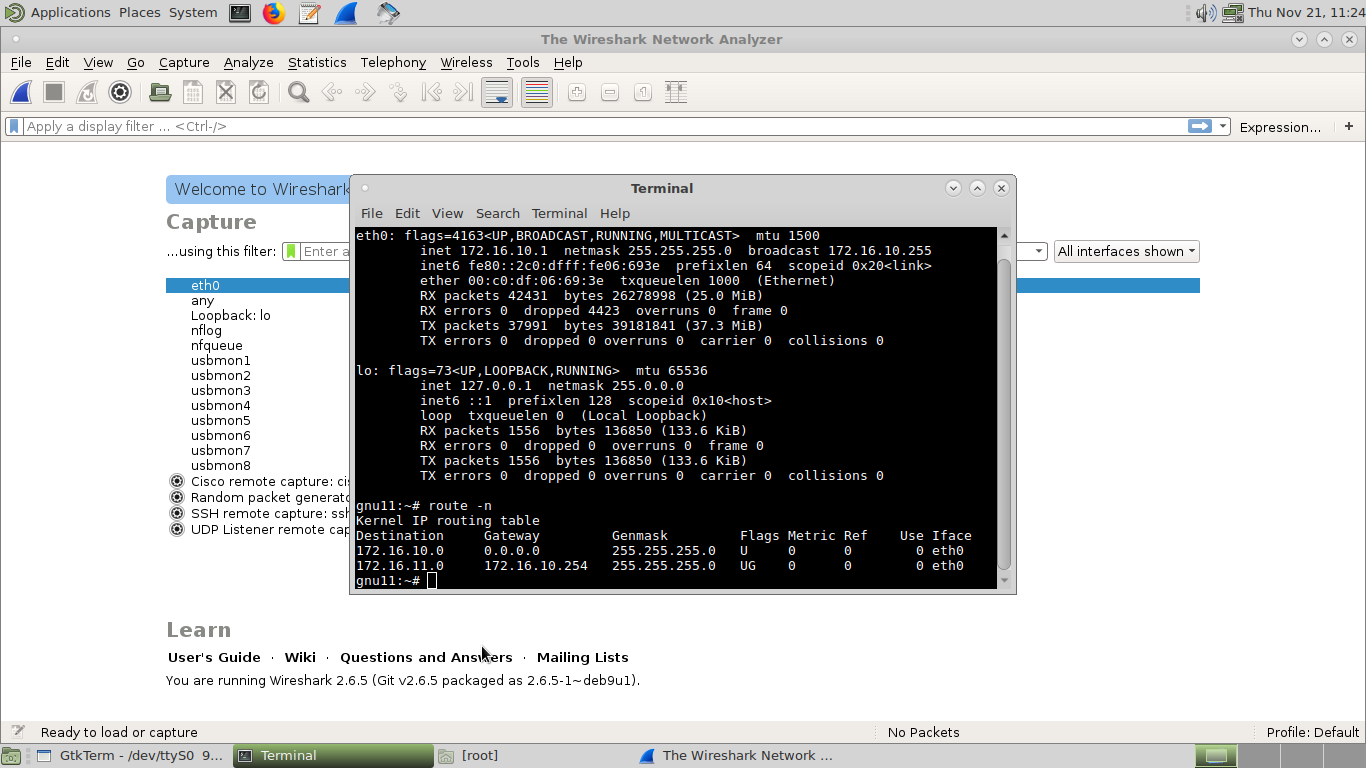 Applications Places System Thu Nov 21, 11:24
The Wireshark Network Analyzer
File Edit View Go Capture Analyze Statistics Telephony Wireless Tools Help
Apply a display filter ... <Ctrl-/> Expression... +
Welcome to Wireshark
Capture
...using this filter: Enter a All interfaces shown
eth0
any
Loopback: lo
nflog
nfqueue
usbmon1
usbmon2
usbmon3
usbmon4
usbmon5
usbmon6
usbmon7
usbmon8
Cisco remote capture: cis
Random packet generato
SSH remote capture: ssh
UDP Listener remote cap
Terminal
File Edit View Search Terminal Help
eth0: flags=4163<UP,BROADCAST,RUNNING,MULTICAST>  mtu 1500
inet 172.16.10.1  netmask 255.255.255.0  broadcast 172.16.10.255
inet6 fe80::2c0:dfff:fe06:693e  prefixlen 64  scopeid 0x20<link>
ether 00:c0:df:06:69:3e  txqueuelen 1000  (Ethernet)
RX packets 42431  bytes 26278998 (25.0 MiB)
RX errors 0  dropped 4423  overruns 0  frame 0
TX packets 37991  bytes 39181841 (37.3 MiB)
TX errors 0  dropped 0 overruns 0  carrier 0  collisions 0
lo: flags=73<UP,LOOPBACK,RUNNING>  mtu 65536
inet 127.0.0.1  netmask 255.0.0.0
inet6 ::1  prefixlen 128  scopeid 0x10<host>
loop  txqueuelen 0  (Local Loopback)
RX packets 1556  bytes 136850 (133.6 KiB)
RX errors 0  dropped 0  overruns 0  frame 0
TX packets 1556  bytes 136850 (133.6 KiB)
TX errors 0  dropped 0 overruns 0  carrier 0  collisions 0
gnu11:~# route -n
Kernel IP routing table
Destination     Gateway         Genmask         Flags Metric Ref    Use Iface
172.16.10.0     0.0.0.0         255.255.255.0   U     0      0        0 eth0
172.16.11.0     172.16.10.254   255.255.255.0   UG    0      0        0 eth0
gnu11:~#
Learn
User's Guide · Wiki · Questions and Answers · Mailing Lists
You are running Wireshark 2.6.5 (Git v2.6.5 packaged as 2.6.5-1~deb9u1).
Ready to load or capture No Packets Profile: Default
GtkTerm - /dev/ttyS0 9... Terminal [root] The Wireshark Network ...